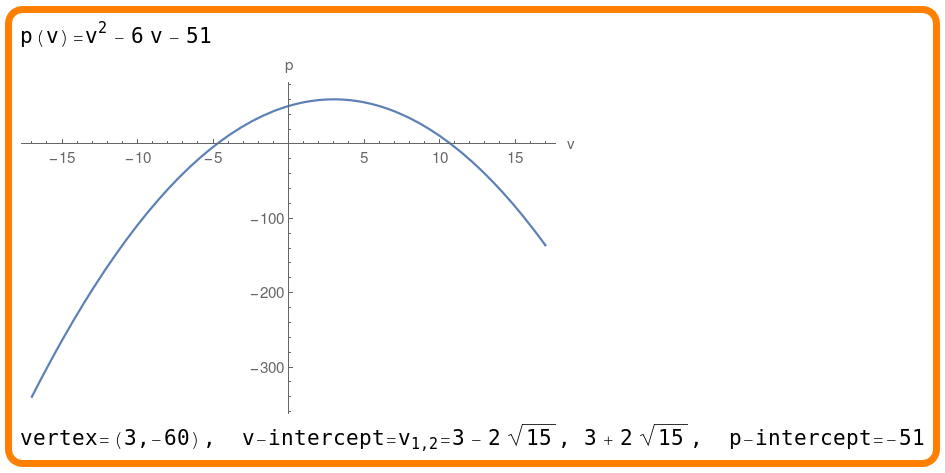 p(v)=v² − 6 v − 51
p
v
−15 −10 −5 5 10 15
−100
−200
−300
vertex=(3,−60), v−intercept=v₁,₂=3 − 2 √15, 3+2 √15, p−intercept=−51